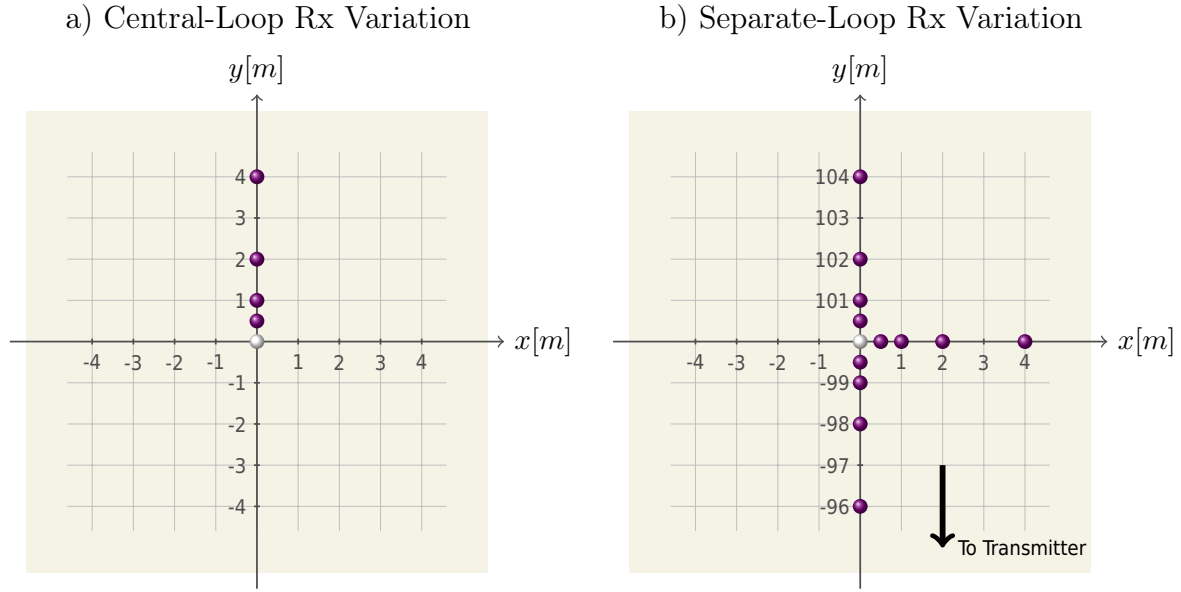 a) Central-Loop Rx Variation
y[m]
4
3
2
1
-4 -3 -2 -1 1 2 3 4 x[m]
-1
-2
-3
-4
b) Separate-Loop Rx Variation
y[m]
104
103
102
101
-4 -3 -2 -1 1 2 3 4 x[m]
-99
-98
-97
-96
To Transmitter